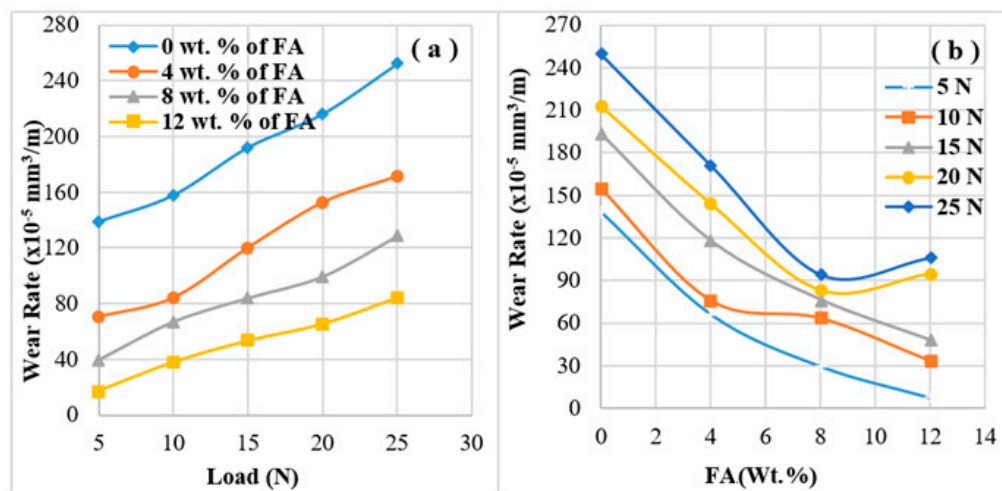 ( a )
0 wt. % of FA
4 wt. % of FA
8 wt. % of FA
12 wt. % of FA
Wear Rate (x10⁻⁵ mm³/m)
280
240
200
160
120
80
40
0
5
10
15
20
25
30
Load (N)
( b )
5 N
10 N
15 N
20 N
25 N
Wear Rate (x10⁻⁵ mm³/m)
270
240
210
180
150
120
90
60
30
0
0
2
4
6
8
10
12
14
FA(Wt.%)